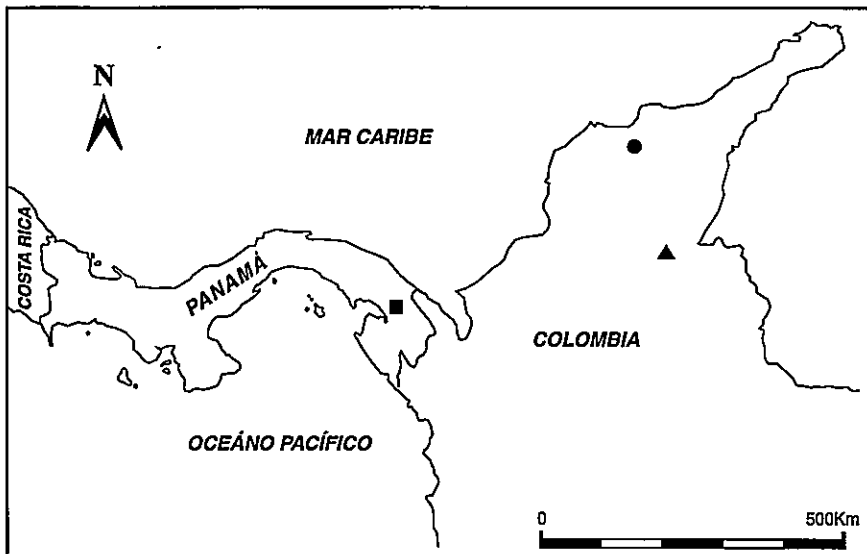 N
MAR CARIBE
COSTA RICA
PANAMÁ
COLOMBIA
OCEÁNO PACÍFICO
0 500Km